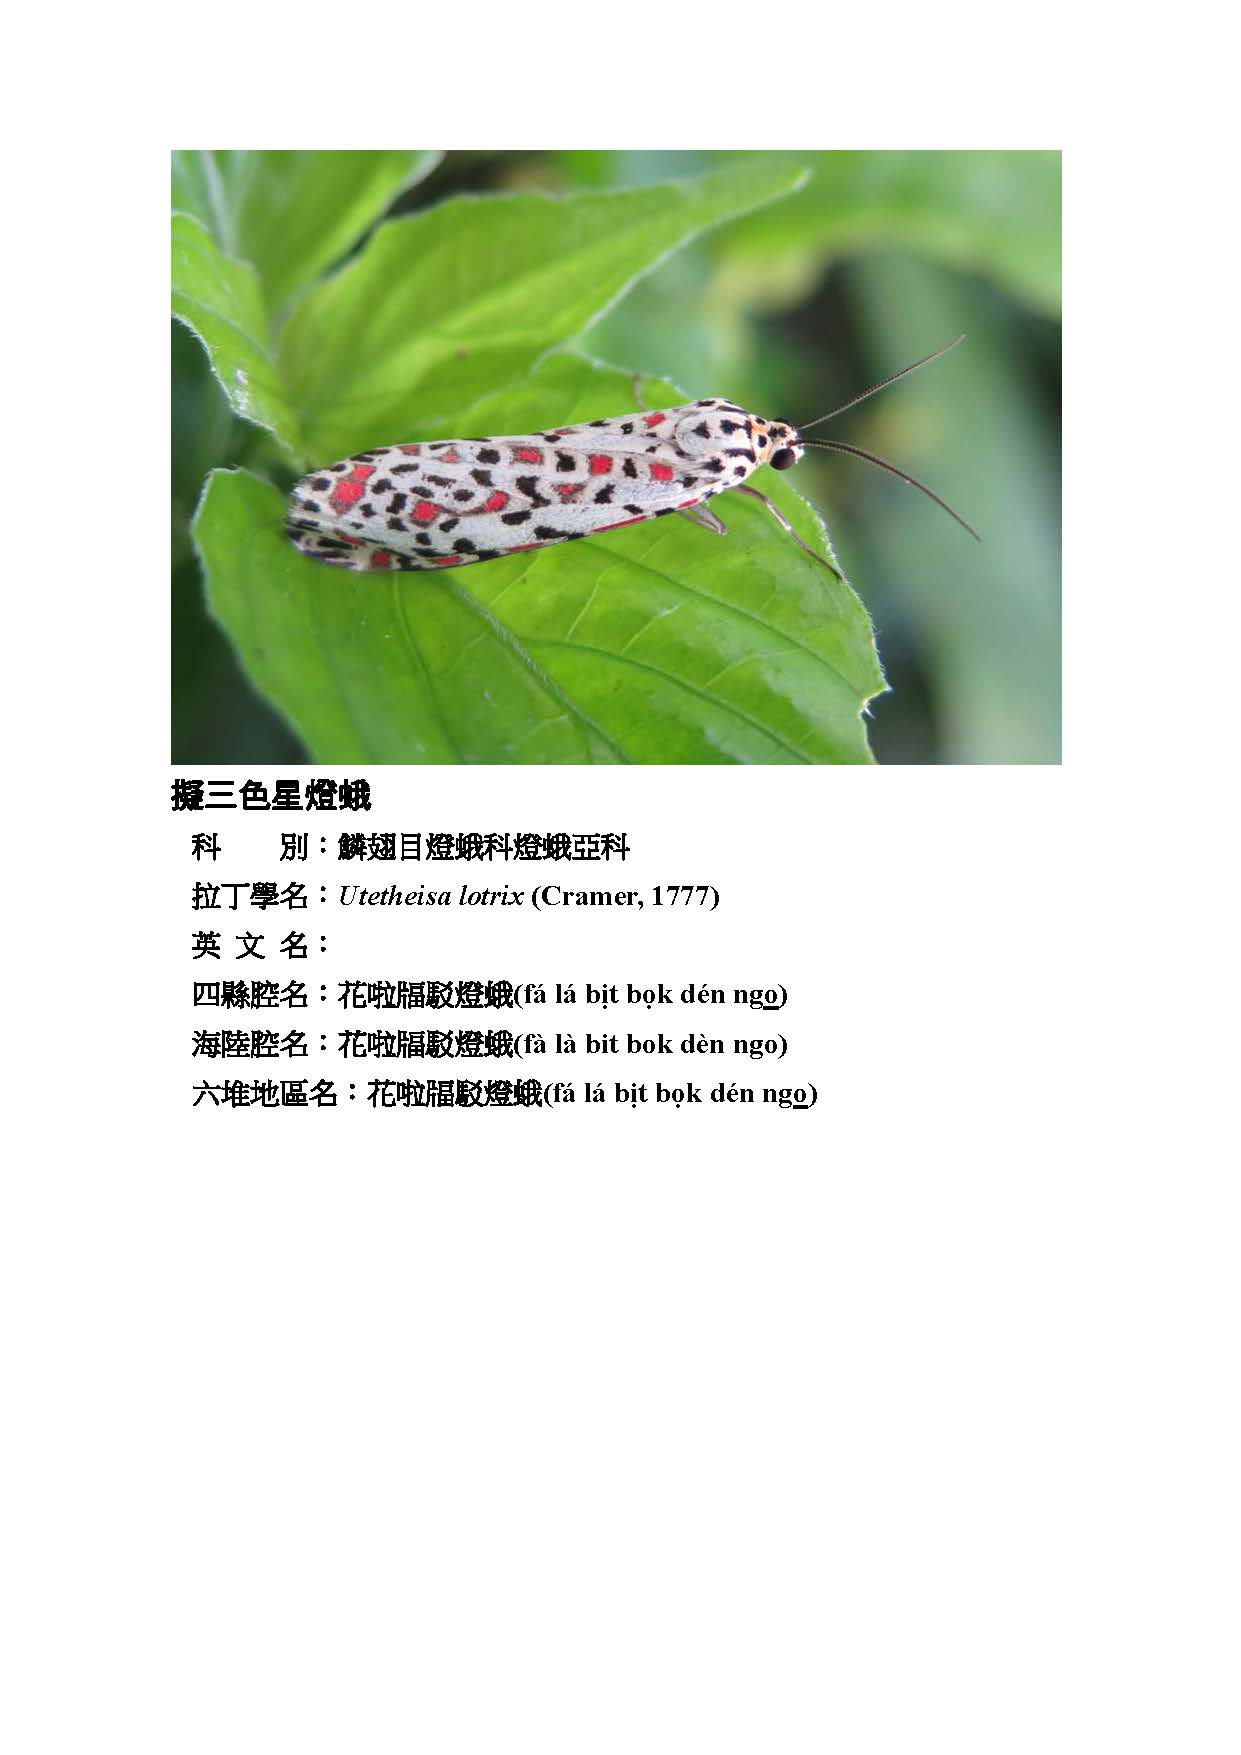 擬三色星燈蛾
科　　別：鱗翅目燈蛾科燈蛾亞科
拉丁學名：Utetheisa lotrix (Cramer, 1777)
英 文 名：
四縣腔名：花啦牔駁燈蛾(fá lá bịt bọk dén ngo̲)
海陸腔名：花啦牔駁燈蛾(fà là bit bok dèn ngo)
六堆地區名：花啦牔駁燈蛾(fá lá bịt bọk dén ngo̲)